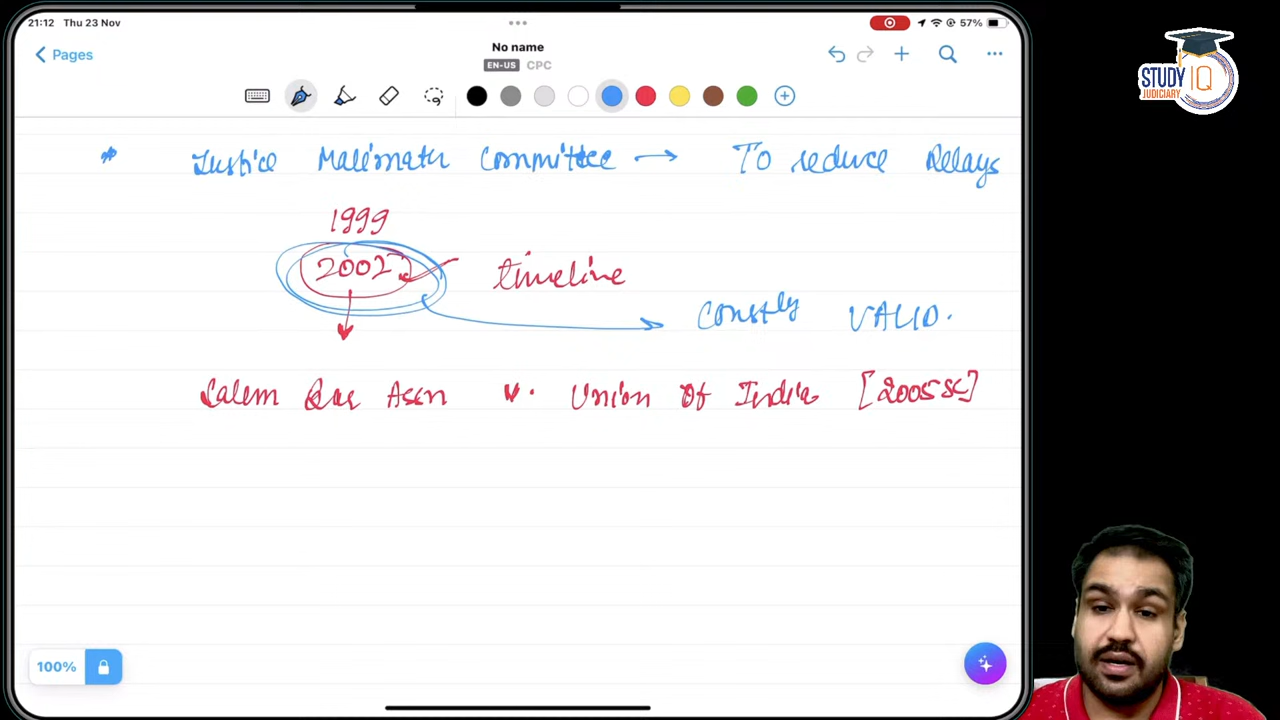 21:12 Thu 23 Nov
57%
Pages
No name
EN-US CPC
STUDY IQ
JUDICIARY
* Justice Malimath Committee → To reduce Delays
1999
2002
timeline
Constly VALID.
Salem Bar Assn v. Union Of India [2005 SC]
100%